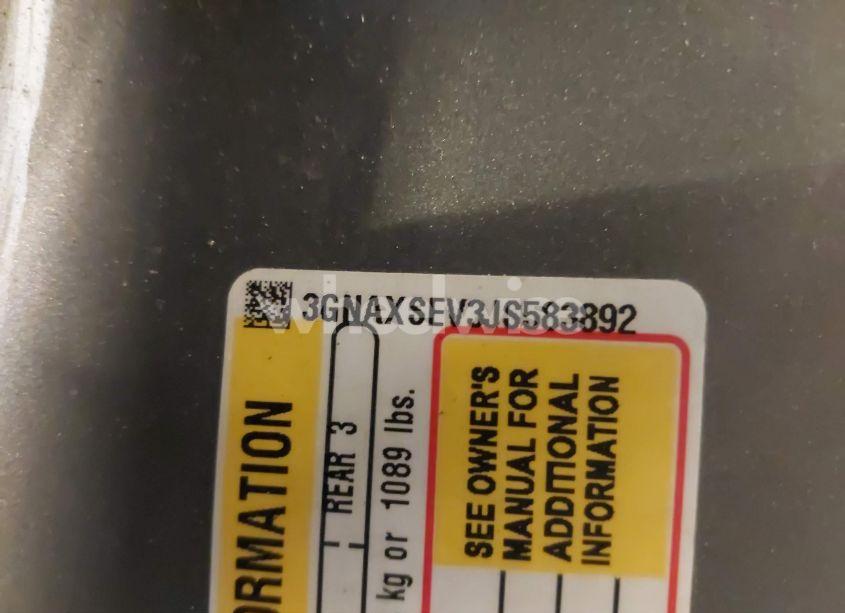 3GNAXSEV3JS583892
ORMATION
REAR 3
kg or 1089 lbs.
SEE OWNER'S
MANUAL FOR
ADDITIONAL
INFORMATION